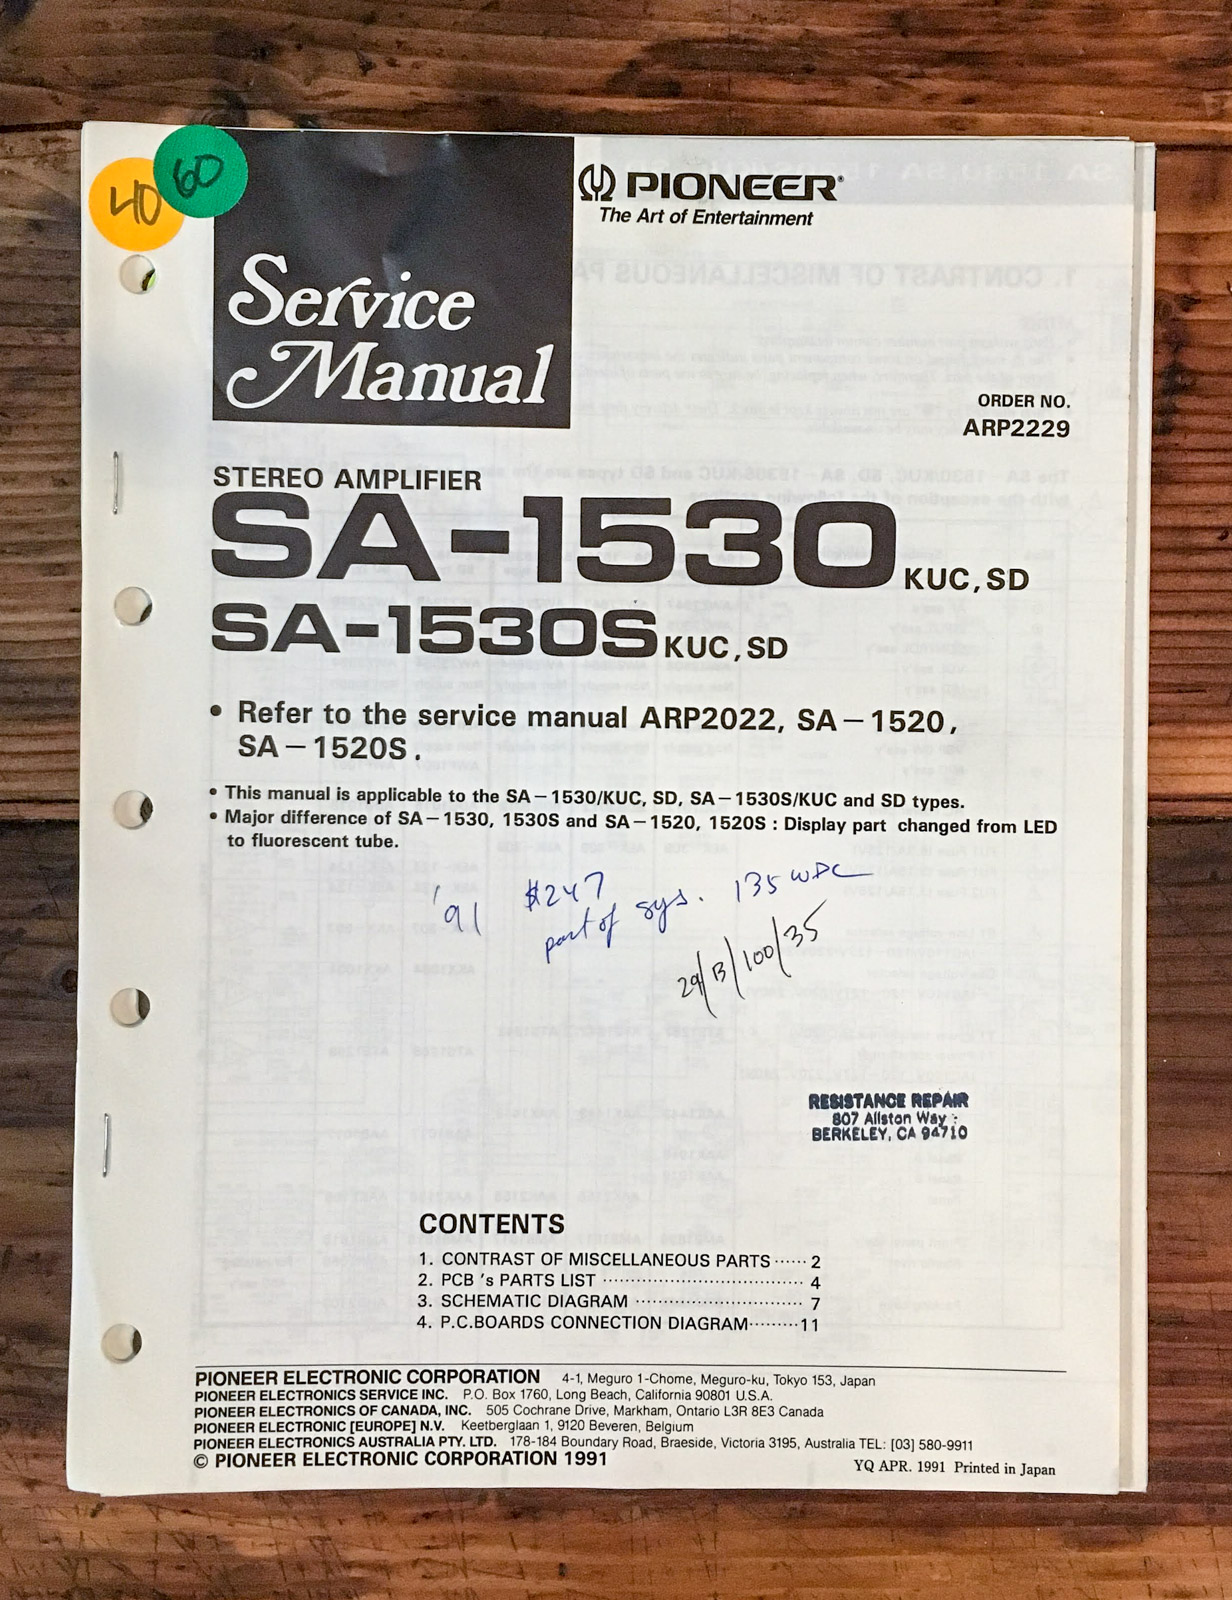 40
60
Service
Manual
PIONEER®
The Art of Entertainment
ORDER NO.
ARP2229
STEREO AMPLIFIER
SA-1530 KUC, SD
SA-1530S KUC, SD
• Refer to the service manual ARP2022, SA－1520,
SA－1520S.
• This manual is applicable to the SA－1530/KUC, SD, SA－1530S/KUC and SD types.
• Major difference of SA－1530, 1530S and SA－1520, 1520S : Display part changed from LED
to fluorescent tube.
'91 $247
part of sys. 135 WDC
29/B/100/35
RESISTANCE REPAIR
807 Allston Way
BERKELEY, CA 94710
CONTENTS
1. CONTRAST OF MISCELLANEOUS PARTS ······ 2
2. PCB 's PARTS LIST ······························ 4
3. SCHEMATIC DIAGRAM ························· 7
4. P.C.BOARDS CONNECTION DIAGRAM ········· 11
PIONEER ELECTRONIC CORPORATION 4-1, Meguro 1-Chome, Meguro-ku, Tokyo 153, Japan
PIONEER ELECTRONICS SERVICE INC. P.O. Box 1760, Long Beach, California 90801 U.S.A.
PIONEER ELECTRONICS OF CANADA, INC. 505 Cochrane Drive, Markham, Ontario L3R 8E3 Canada
PIONEER ELECTRONIC [EUROPE] N.V. Keetberglaan 1, 9120 Beveren, Belgium
PIONEER ELECTRONICS AUSTRALIA PTY. LTD. 178-184 Boundary Road, Braeside, Victoria 3195, Australia TEL: [03] 580-9911
© PIONEER ELECTRONIC CORPORATION 1991
YQ APR. 1991 Printed in Japan